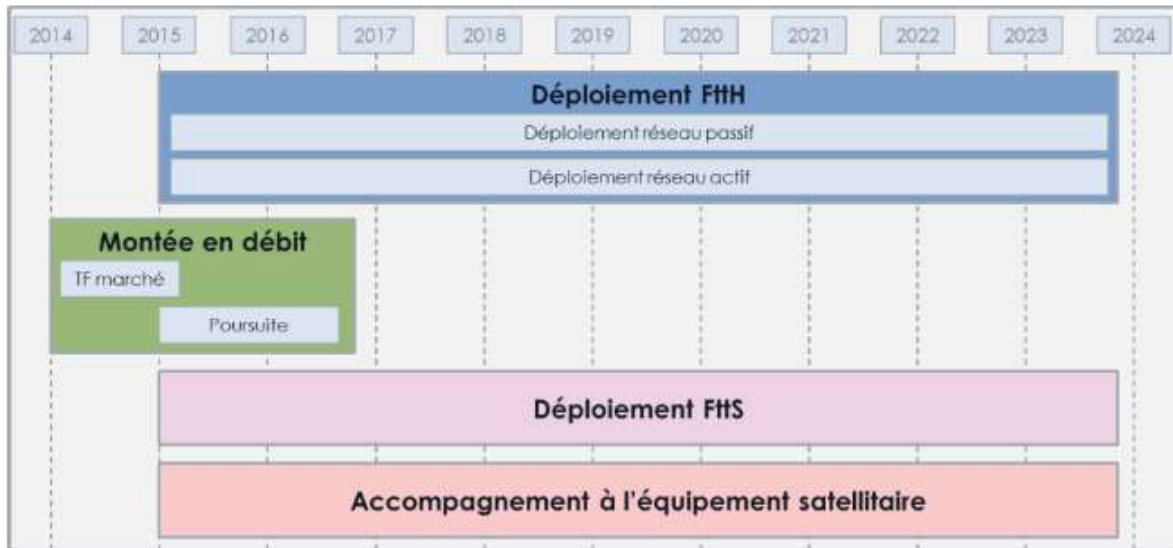 2014 2015 2016 2017 2018 2019 2020 2021 2022 2023 2024
Déploiement FttH
Déploiement réseau passif
Déploiement réseau actif
Montée en débit
TF marché
Poursuite
Déploiement FttS
Accompagnement à l'équipement satellitaire